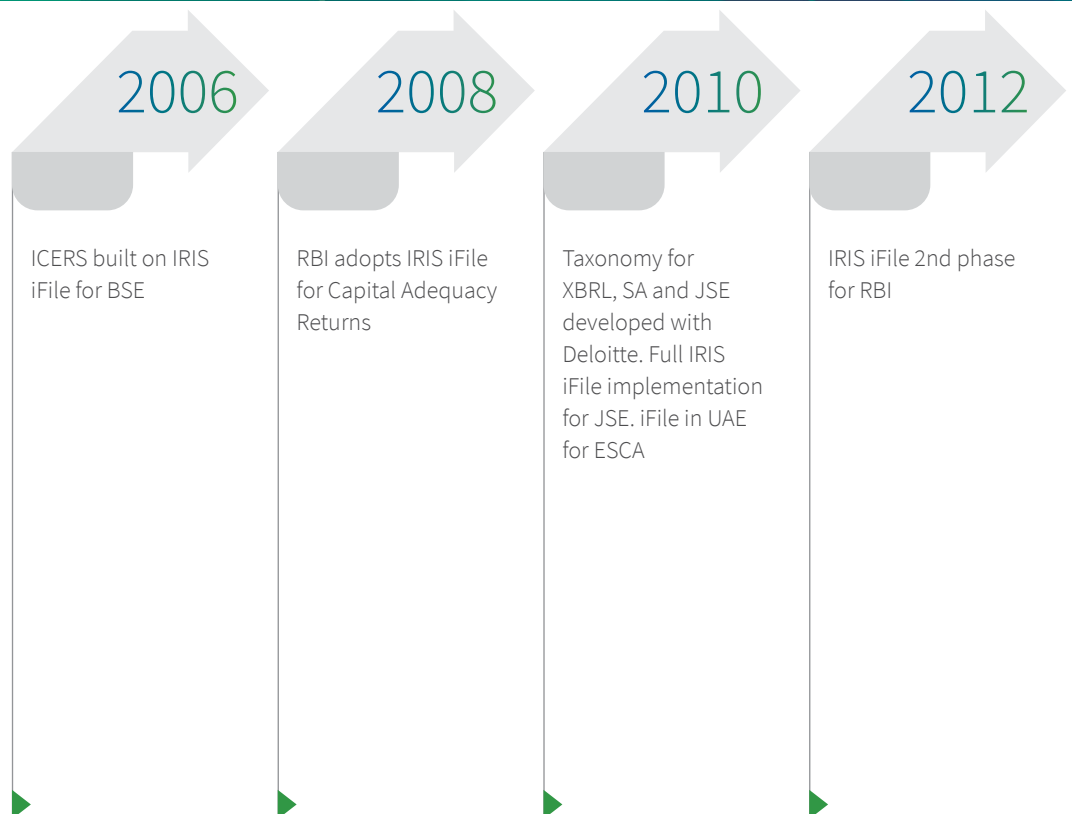 2006
ICERS built on IRIS
iFile for BSE
2008
RBI adopts IRIS iFile
for Capital Adequacy
Returns
2010
Taxonomy for
XBRL, SA and JSE
developed with
Deloitte. Full IRIS
iFile implementation
for JSE. iFile in UAE
for ESCA
2012
IRIS iFile 2nd phase
for RBI